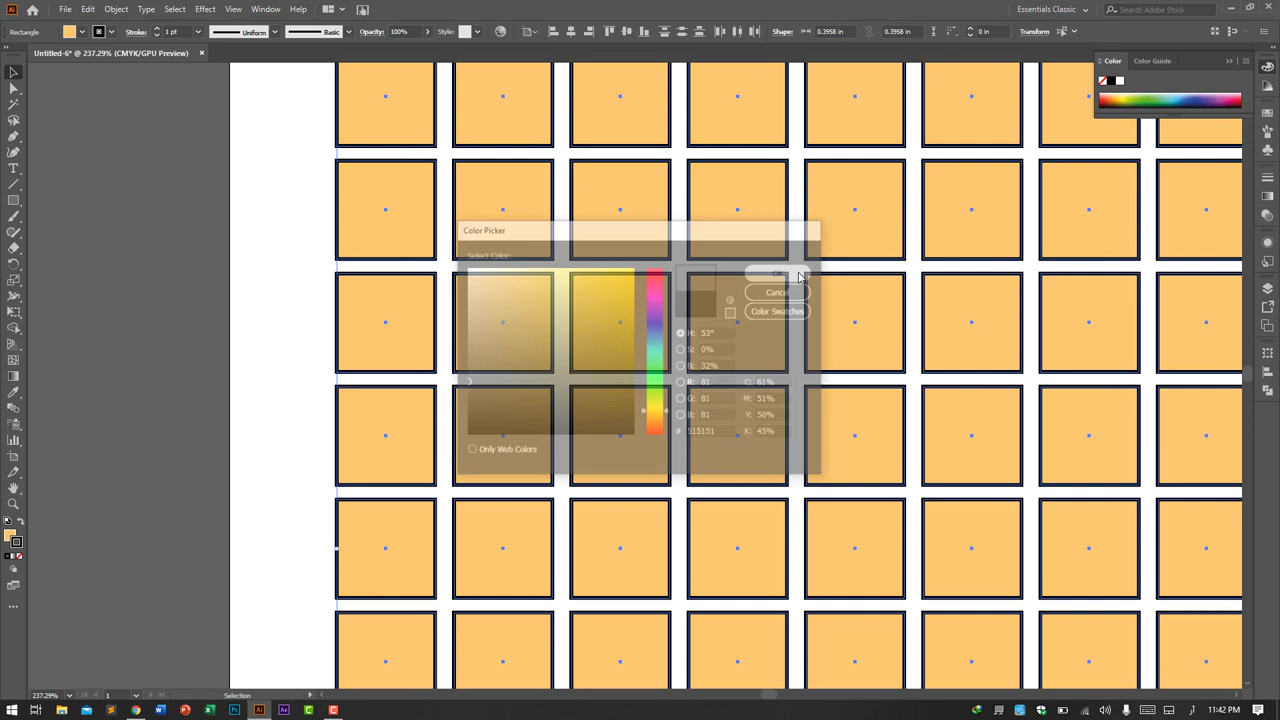 File Edit Object Type Select Effect View Window Help
Essentials Classic
Search Adobe Stock
Rectangle Stroke: 1 pt Uniform Basic Opacity: 100% Style: Shape: 0.3958 in 0.3958 in 0 in Transform
Untitled-6* @ 237.29% (CMYK/GPU Preview) ×
Color Color Guide
Color Picker
Select Color:
OK
Cancel
Color Swatches
H: 53°
S: 0%
B: 32%
R: 81 C: 61%
G: 81 M: 51%
B: 81 Y: 50%
# 515151 K: 45%
Only Web Colors
237.29% 1 Selection
11:42 PM